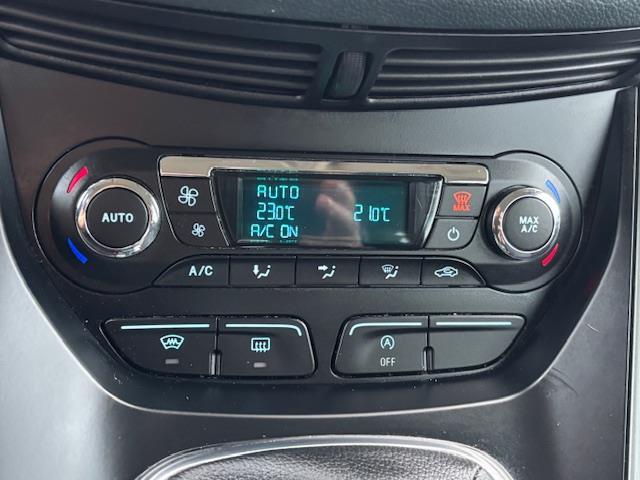 AUTO
AUTO
23.0°C 21.0°C
A/C ON
MAX
MAX
A/C
A/C
OFF